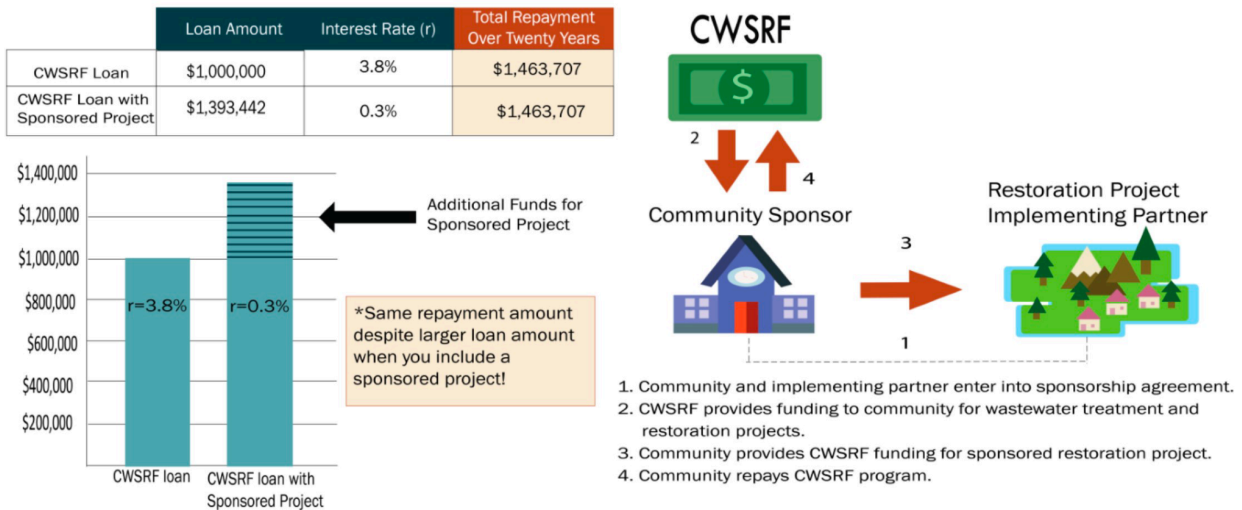 Loan Amount
Interest Rate (r)
Total Repayment
Over Twenty Years
CWSRF Loan
$1,000,000
3.8%
$1,463,707
CWSRF Loan with
Sponsored Project
$1,393,442
0.3%
$1,463,707
$1,400,000
$1,200,000
$1,000,000
$800,000
$600,000
$400,000
$200,000
r=3.8%
r=0.3%
CWSRF loan
CWSRF loan with
Sponsored Project
Additional Funds for
Sponsored Project
*Same repayment amount
despite larger loan amount
when you include a
sponsored project!
CWSRF
$
2
4
Community Sponsor
3
Restoration Project
Implementing Partner
1
1. Community and implementing partner enter into sponsorship agreement.
2. CWSRF provides funding to community for wastewater treatment and
restoration projects.
3. Community provides CWSRF funding for sponsored restoration project.
4. Community repays CWSRF program.